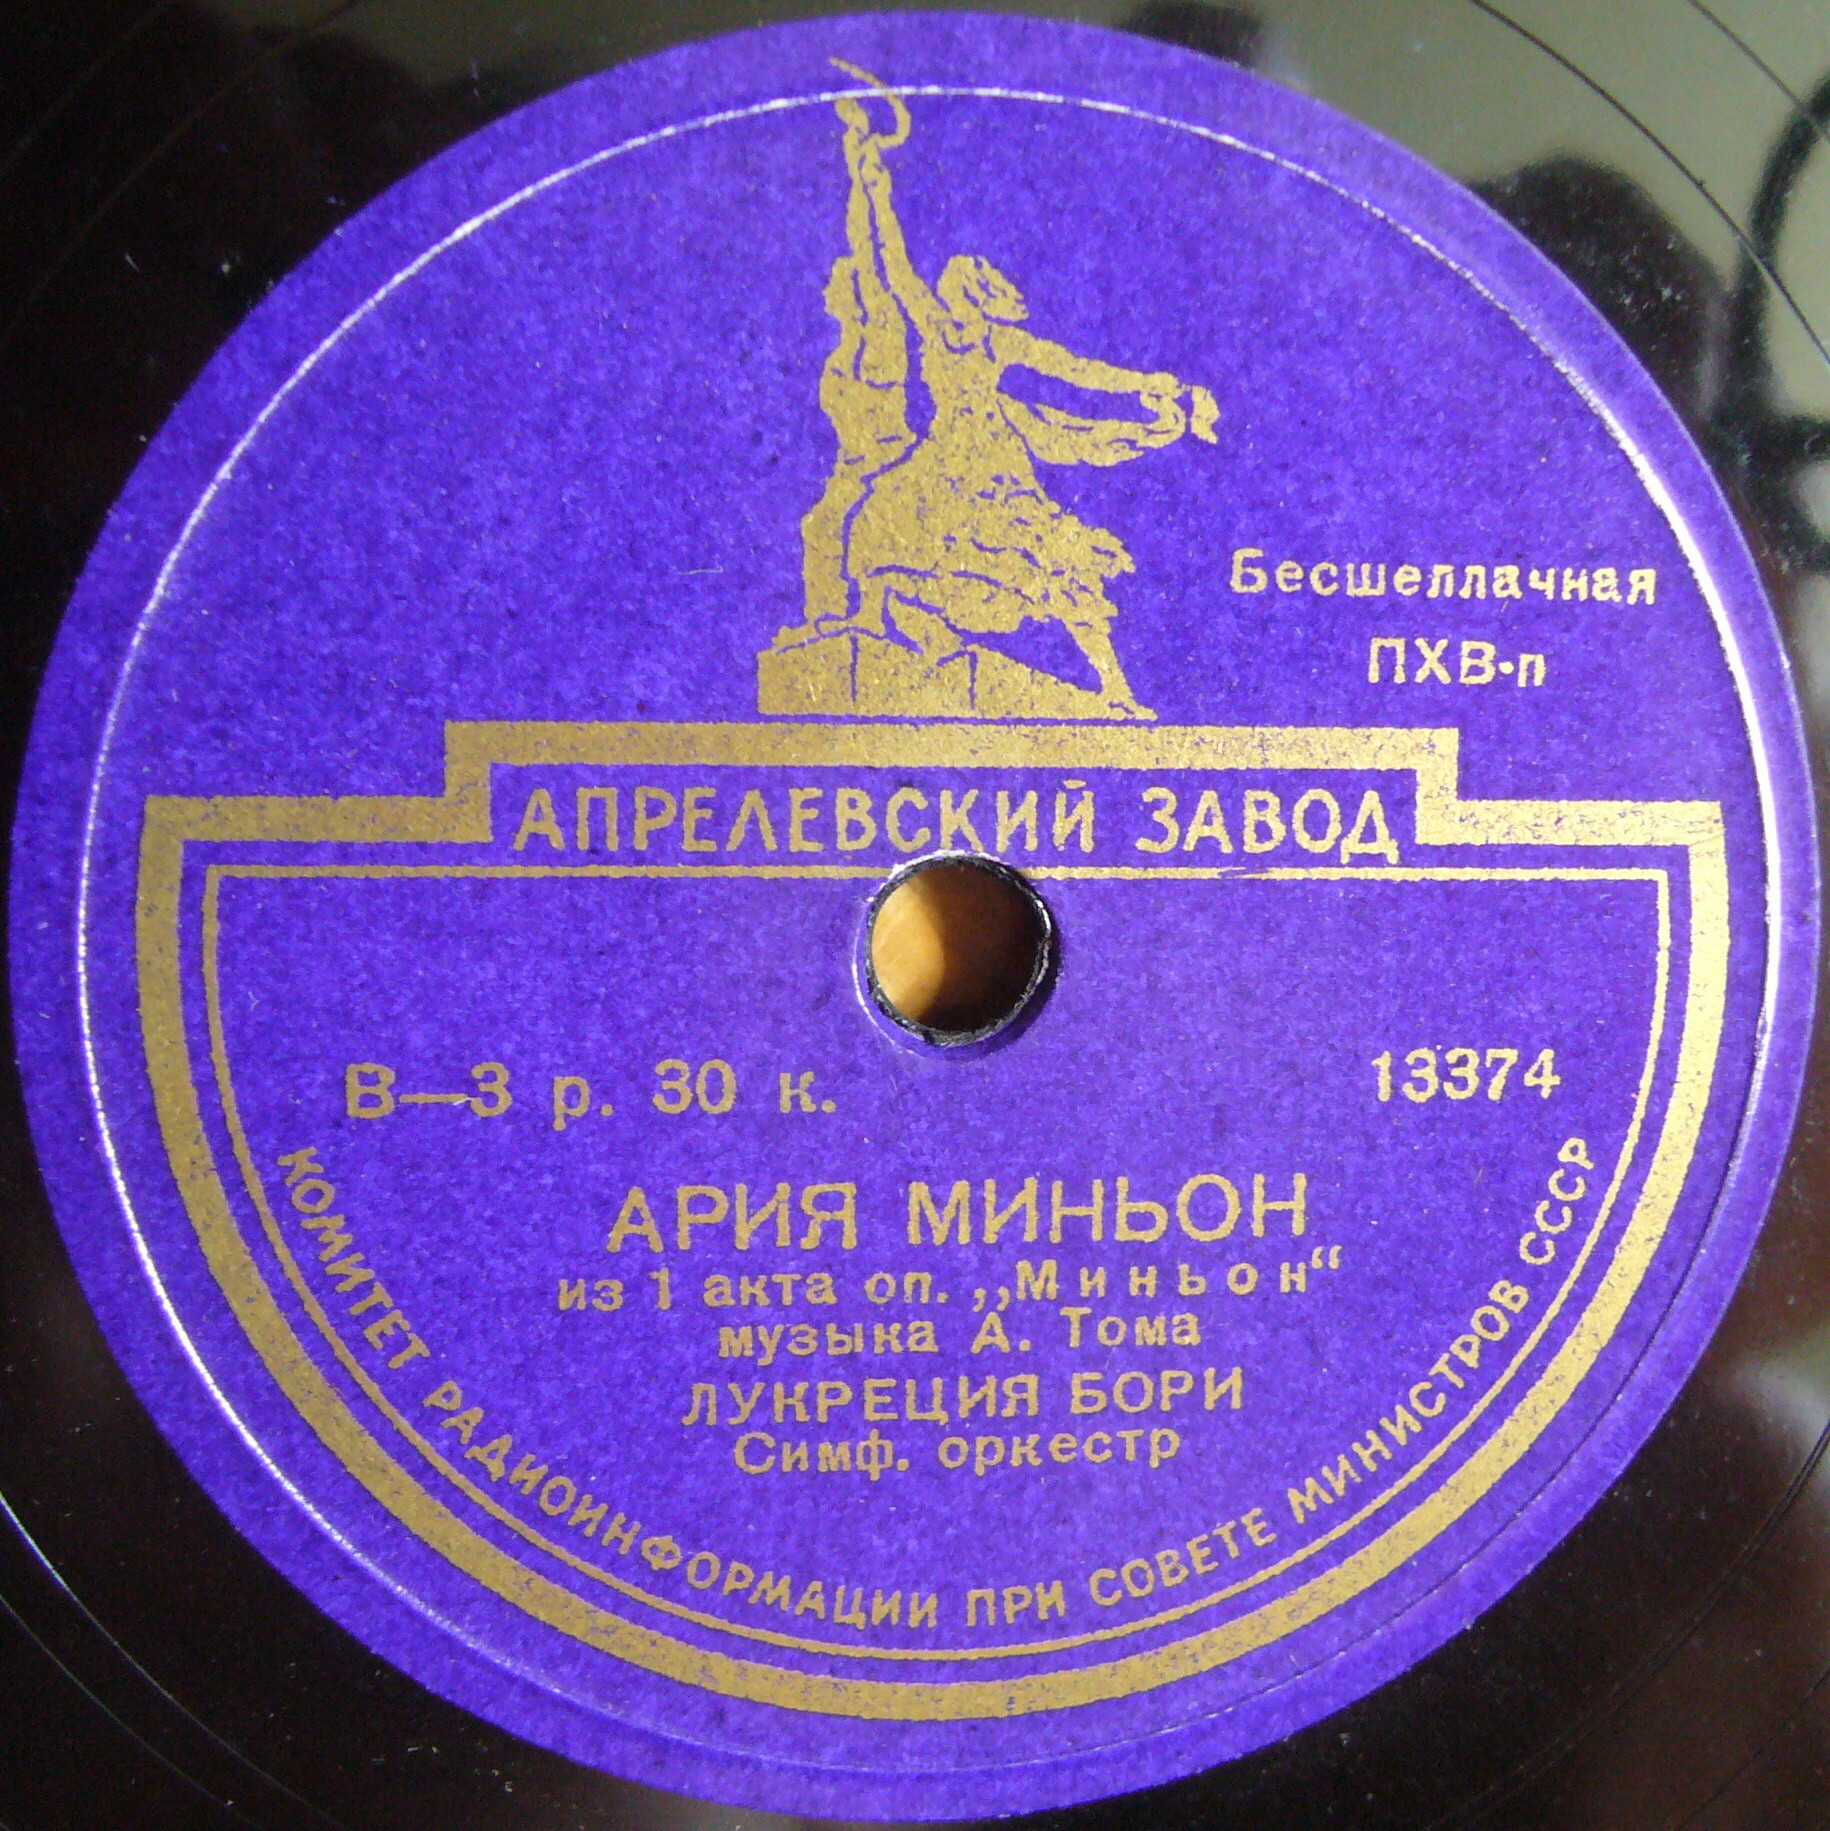 Бесшеллачная
ПХВ-п
АПРЕЛЕВСКИЙ ЗАВОД
В—3 р. 30 к.
13374
АРИЯ МИНЬОН
из 1 акта оп. „Миньон“
музыка А. Тома
ЛУКРЕЦИЯ БОРИ
Симф. оркестр
КОМИТЕТ РАДИОИНФОРМАЦИИ ПРИ СОВЕТЕ МИНИСТРОВ СССР